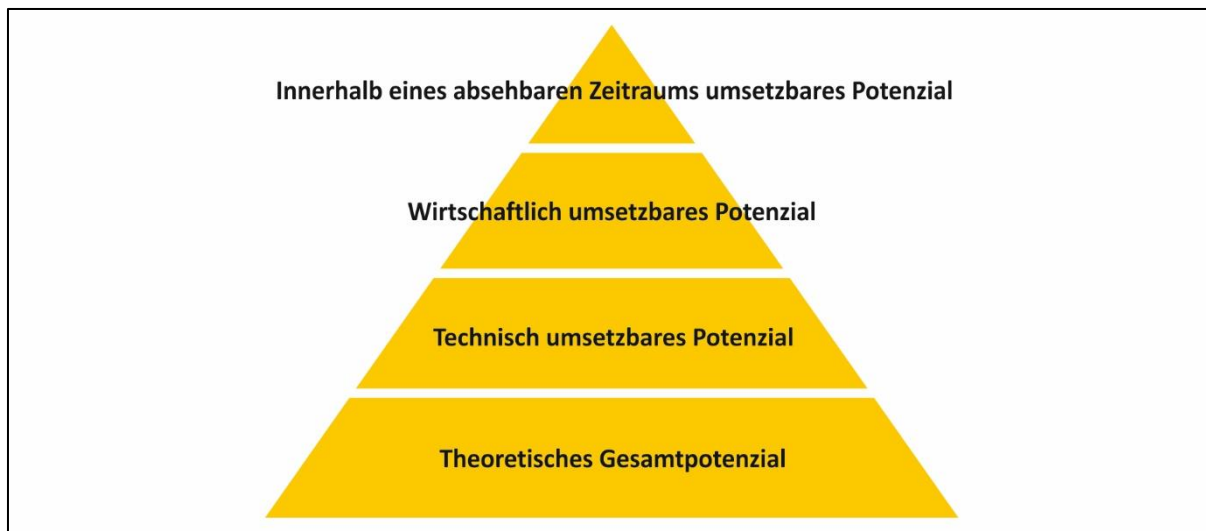 Innerhalb eines absehbaren Zeitraums umsetzbares Potenzial
Wirtschaftlich umsetzbares Potenzial
Technisch umsetzbares Potenzial
Theoretisches Gesamtpotenzial